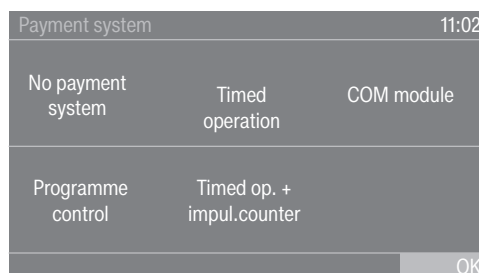 Payment system 11:02
No payment
system
Timed
operation
COM module
Programme
control
Timed op. +
impul.counter
OK